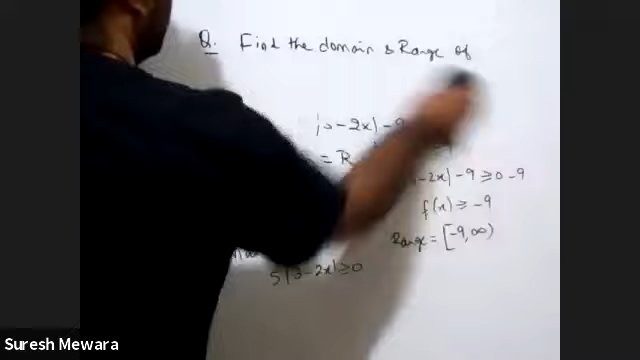 Q. Find the domain & Range of
|3-2x|-9
= R
-2x|-9 ≥ 0-9
f(x) ≥ -9
Range = [-9,∞)
5|3-2x| ≥ 0
Suresh Mewara